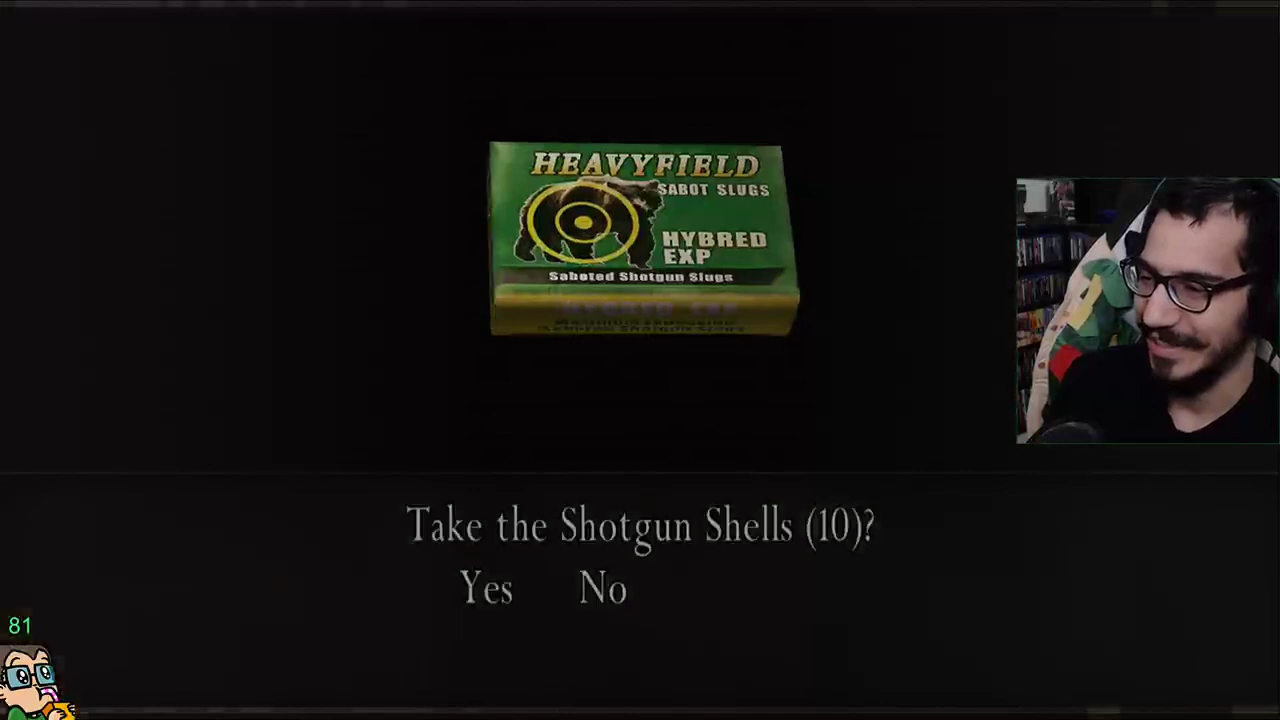 HEAVYFIELD
SABOT SLUGS
HYBRED
EXP
Saboted Shotgun Slugs
Take the Shotgun Shells (10)?
Yes No
81